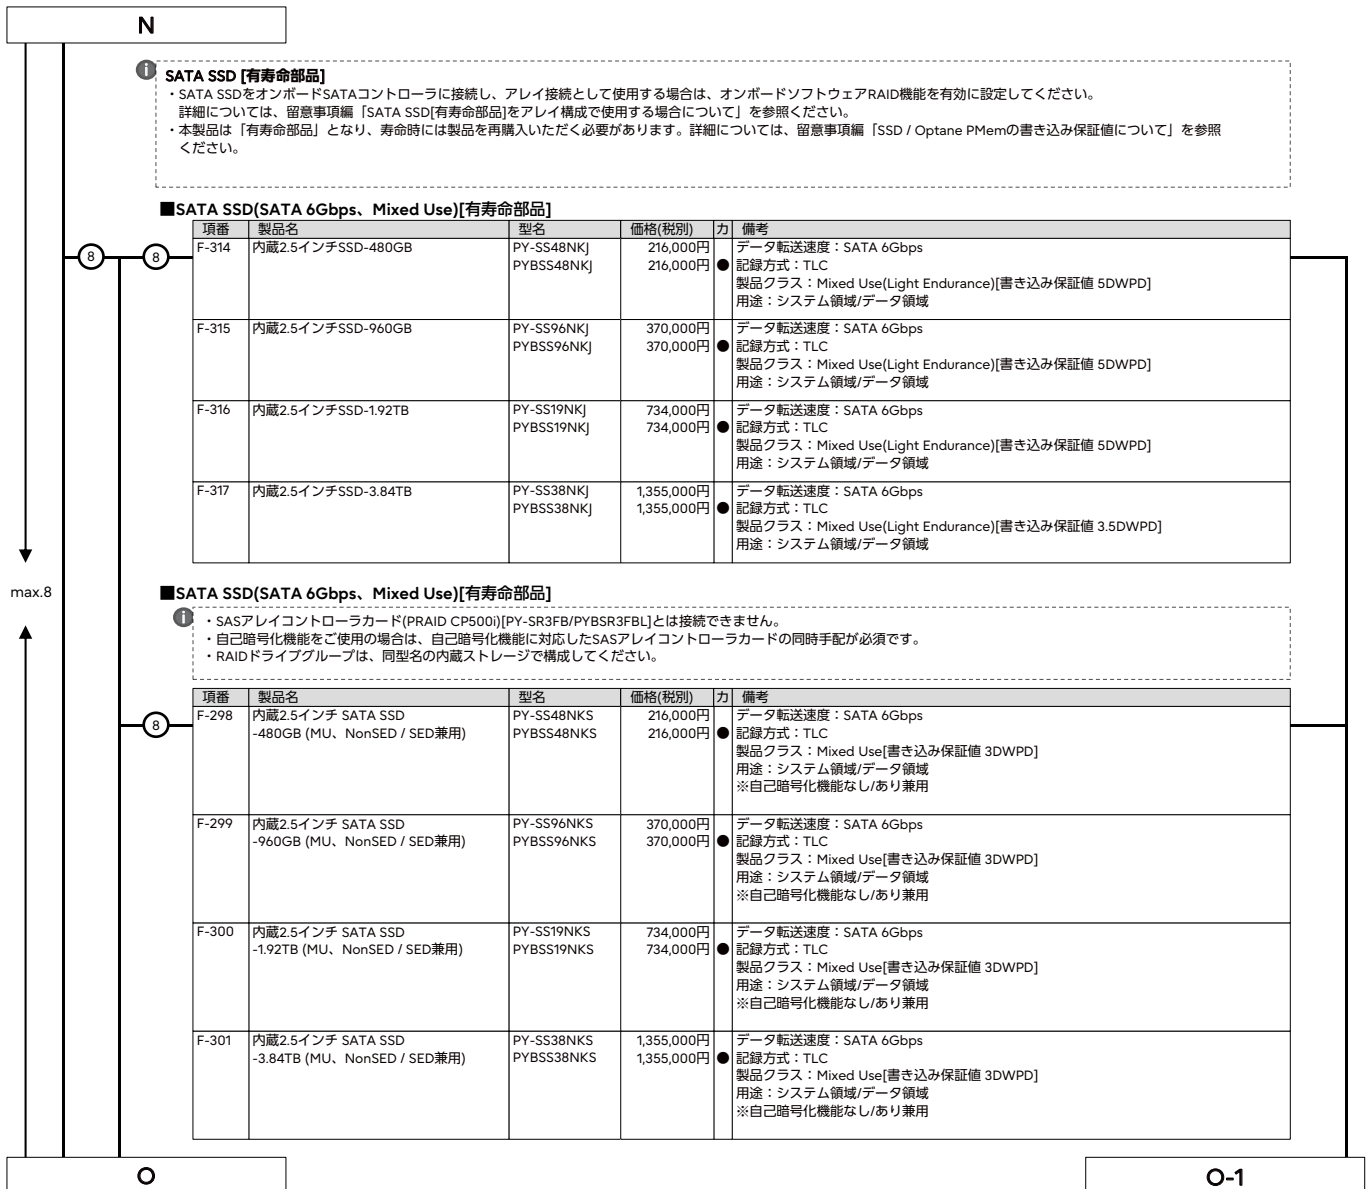 N
SATA SSD [有寿命部品]
・SATA SSDをオンボードSATAコントローラに接続し、アレイ接続として使用する場合は、オンボードソフトウェアRAID機能を有効に設定してください。
詳細については、留意事項編「SATA SSD[有寿命部品]をアレイ構成で使用する場合について」を参照ください。
・本製品は「有寿命部品」となり、寿命時には製品を再購入いただく必要があります。詳細については、留意事項編「SSD / Optane PMemの書き込み保証値について」を参照
ください。
■SATA SSD(SATA 6Gbps、Mixed Use)[有寿命部品]
項番 製品名 型名 価格(税別) カ 備考
8 8 F-314 内蔵2.5インチSSD-480GB PY-SS48NKJ 216,000円 データ転送速度：SATA 6Gbps
PYBSS48NKJ 216,000円 ● 記録方式：TLC
製品クラス：Mixed Use(Light Endurance)[書き込み保証値 5DWPD]
用途：システム領域/データ領域
F-315 内蔵2.5インチSSD-960GB PY-SS96NKJ 370,000円 データ転送速度：SATA 6Gbps
PYBSS96NKJ 370,000円 ● 記録方式：TLC
製品クラス：Mixed Use(Light Endurance)[書き込み保証値 5DWPD]
用途：システム領域/データ領域
F-316 内蔵2.5インチSSD-1.92TB PY-SS19NKJ 734,000円 データ転送速度：SATA 6Gbps
PYBSS19NKJ 734,000円 ● 記録方式：TLC
製品クラス：Mixed Use(Light Endurance)[書き込み保証値 5DWPD]
用途：システム領域/データ領域
F-317 内蔵2.5インチSSD-3.84TB PY-SS38NKJ 1,355,000円 データ転送速度：SATA 6Gbps
PYBSS38NKJ 1,355,000円 ● 記録方式：TLC
製品クラス：Mixed Use(Light Endurance)[書き込み保証値 3.5DWPD]
用途：システム領域/データ領域
max.8
■SATA SSD(SATA 6Gbps、Mixed Use)[有寿命部品]
・SASアレイコントローラカード(PRAID CP500i)[PY-SR3FB/PYBSR3FBL]とは接続できません。
・自己暗号化機能をご使用の場合は、自己暗号化機能に対応したSASアレイコントローラカードの同時手配が必須です。
・RAIDドライブグループは、同型名の内蔵ストレージで構成してください。
項番 製品名 型名 価格(税別) カ 備考
8 F-298 内蔵2.5インチ SATA SSD PY-SS48NKS 216,000円 データ転送速度：SATA 6Gbps
-480GB (MU、NonSED / SED兼用) PYBSS48NKS 216,000円 ● 記録方式：TLC
製品クラス：Mixed Use[書き込み保証値 3DWPD]
用途：システム領域/データ領域
※自己暗号化機能なし/あり兼用
F-299 内蔵2.5インチ SATA SSD PY-SS96NKS 370,000円 データ転送速度：SATA 6Gbps
-960GB (MU、NonSED / SED兼用) PYBSS96NKS 370,000円 ● 記録方式：TLC
製品クラス：Mixed Use[書き込み保証値 3DWPD]
用途：システム領域/データ領域
※自己暗号化機能なし/あり兼用
F-300 内蔵2.5インチ SATA SSD PY-SS19NKS 734,000円 データ転送速度：SATA 6Gbps
-1.92TB (MU、NonSED / SED兼用) PYBSS19NKS 734,000円 ● 記録方式：TLC
製品クラス：Mixed Use[書き込み保証値 3DWPD]
用途：システム領域/データ領域
※自己暗号化機能なし/あり兼用
F-301 内蔵2.5インチ SATA SSD PY-SS38NKS 1,355,000円 データ転送速度：SATA 6Gbps
-3.84TB (MU、NonSED / SED兼用) PYBSS38NKS 1,355,000円 ● 記録方式：TLC
製品クラス：Mixed Use[書き込み保証値 3DWPD]
用途：システム領域/データ領域
※自己暗号化機能なし/あり兼用
O O-1